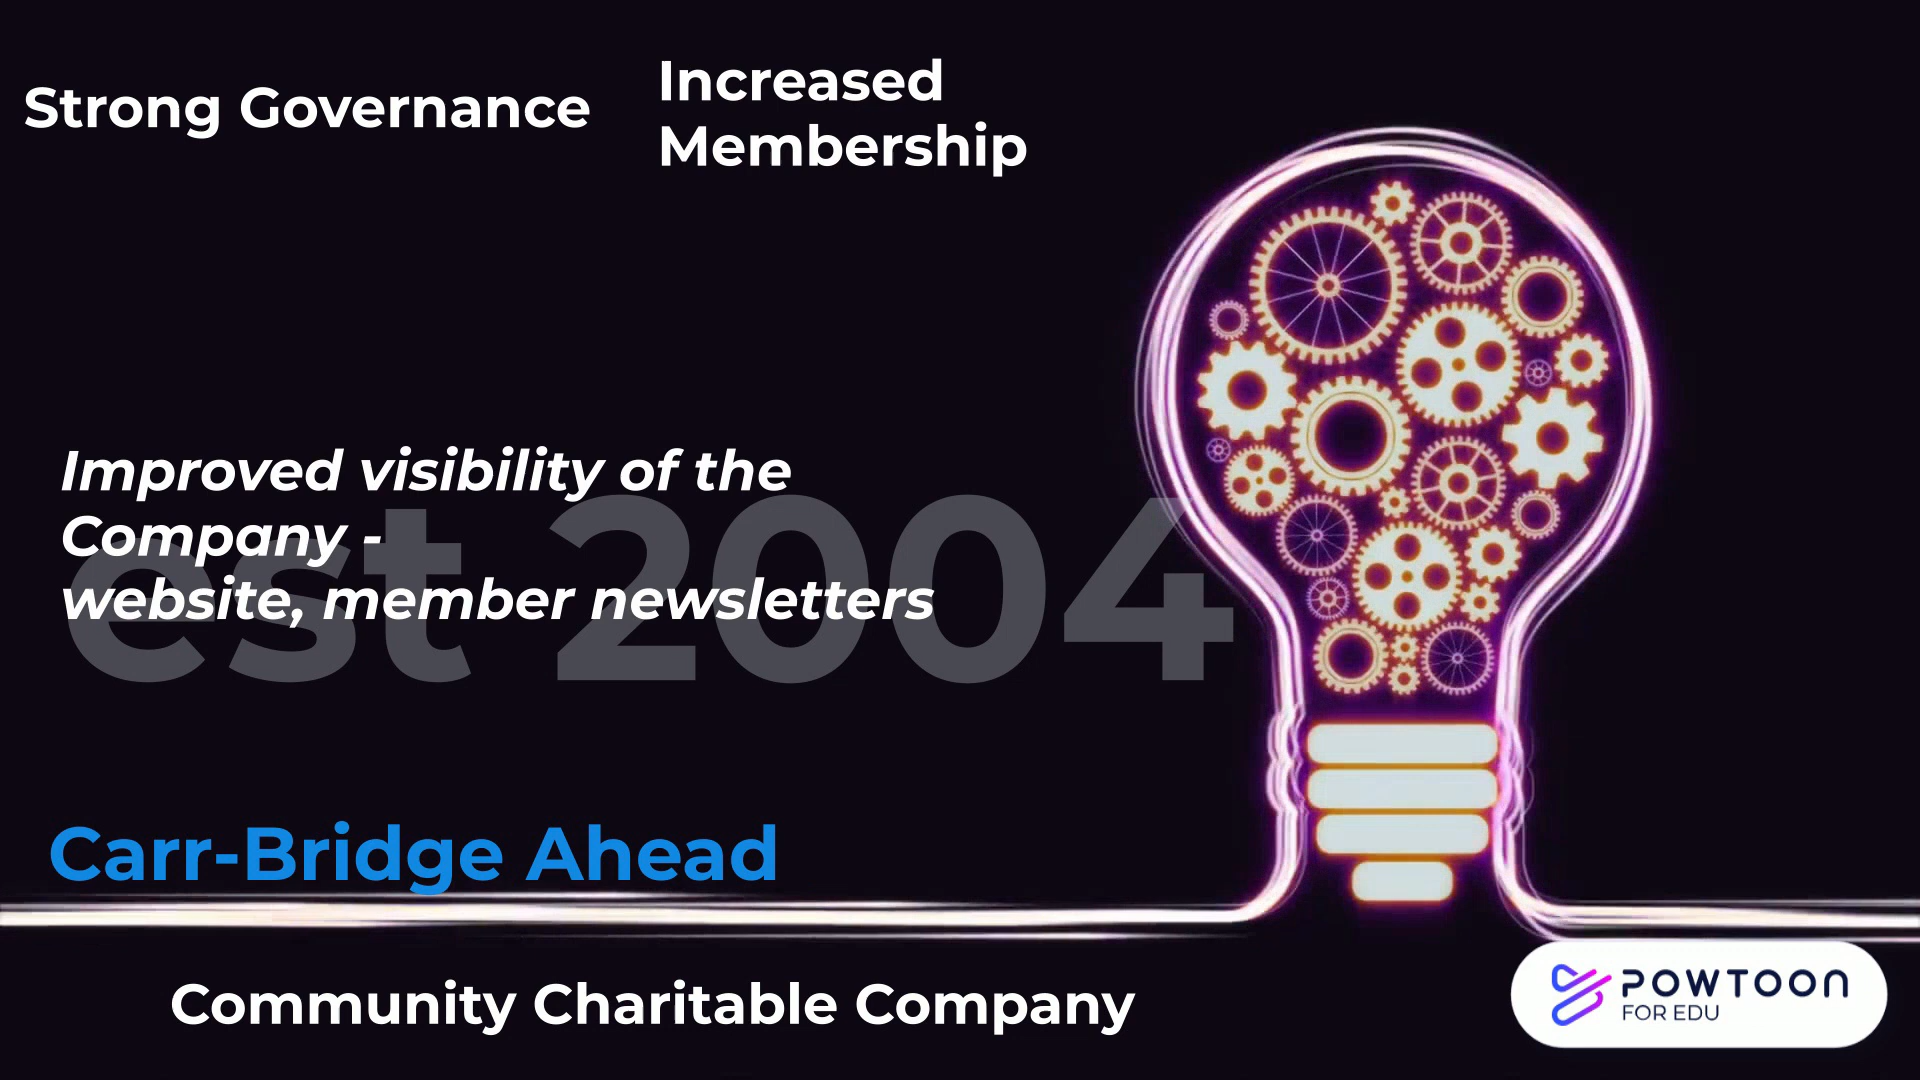 Strong Governance
Increased
Membership
Improved visibility of the
Company -
website, member newsletters
est 2004
Carr-Bridge Ahead
Community Charitable Company
POWTOON
FOR EDU